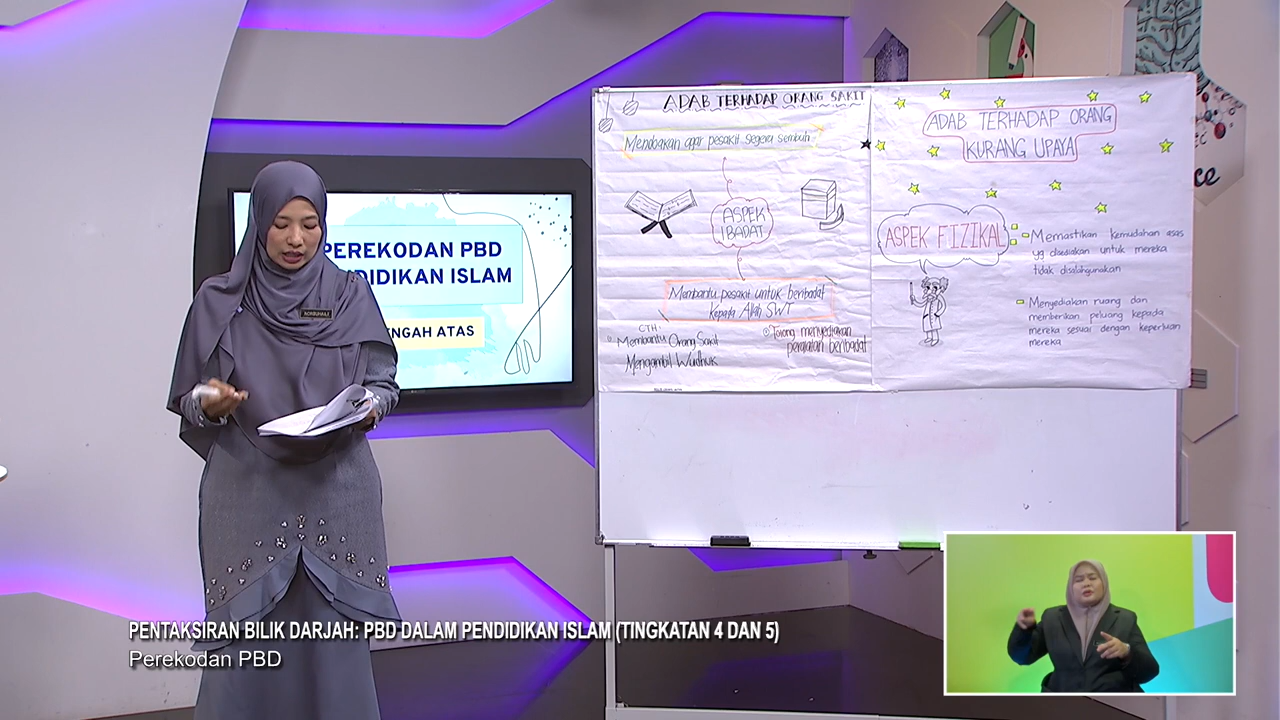 ADAB TERHADAP ORANG SAKIT
Mendoakan agar pesakit segera sembuh
ASPEK
IBADAT
Membantu pesakit untuk beribadat
kepada Allah SWT
CTH:
Membantu Orang Sakit
Mengambil Wudhuk
Tolong menyediakan
peralatan beribadat
ADAB TERHADAP ORANG
KURANG UPAYA
ASPEK FIZIKAL
Memastikan kemudahan asas
yg disediakan untuk mereka
tidak disalahgunakan
Menyediakan ruang dan
memberikan peluang kepada
mereka sesuai dengan keperluan
mereka
PEREKODAN PBD
DIDIKAN ISLAM
NGAH ATAS
PENTAKSIRAN BILIK DARJAH: PBD DALAM PENDIDIKAN ISLAM (TINGKATAN 4 DAN 5)
Perekodan PBD